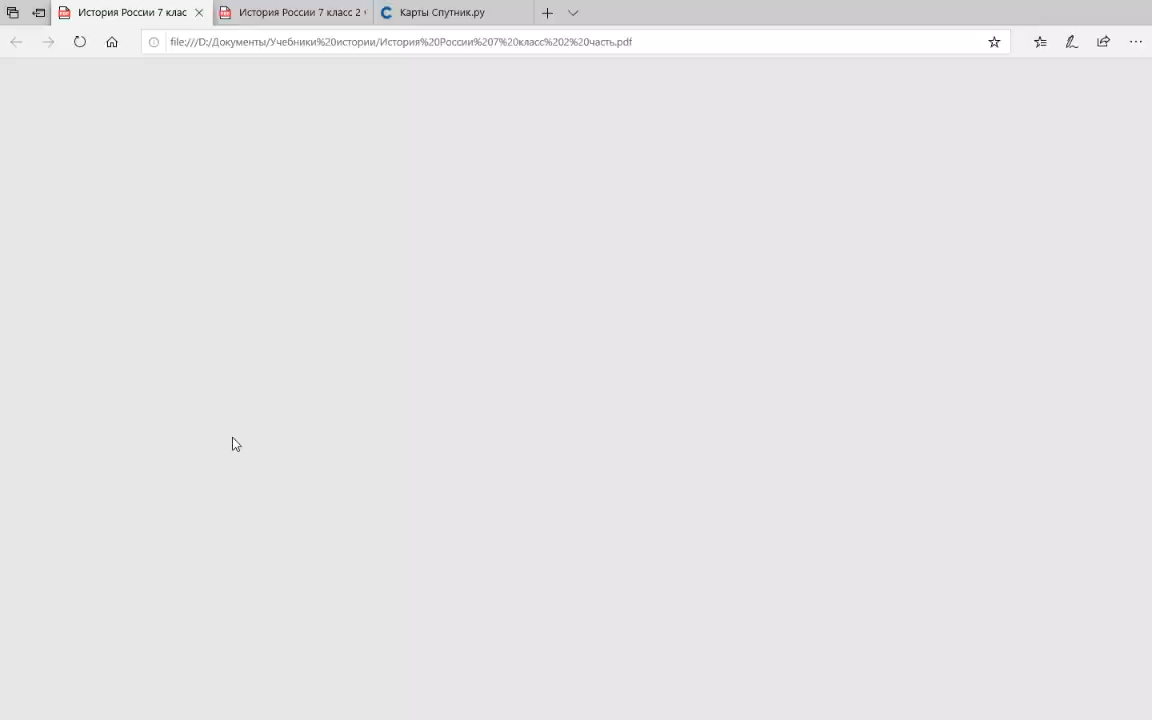 История России 7 клас
История России 7 класс 2
Карты Спутник.ру
file:///D:/Документы/Учебники%20истории/История%20России%207%20класс%202%20часть.pdf